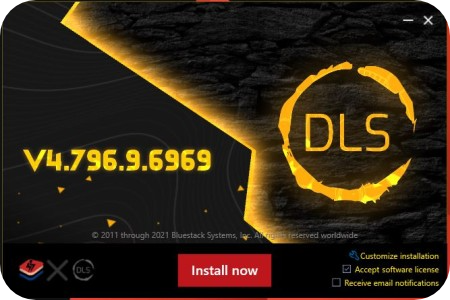 DLS
V4.796.9.6969
© 2011 through 2021 Bluestack Systems, Inc. All rights reserved worldwide
DLS
Install now
Customize installation
Accept software license
Receive email notifications